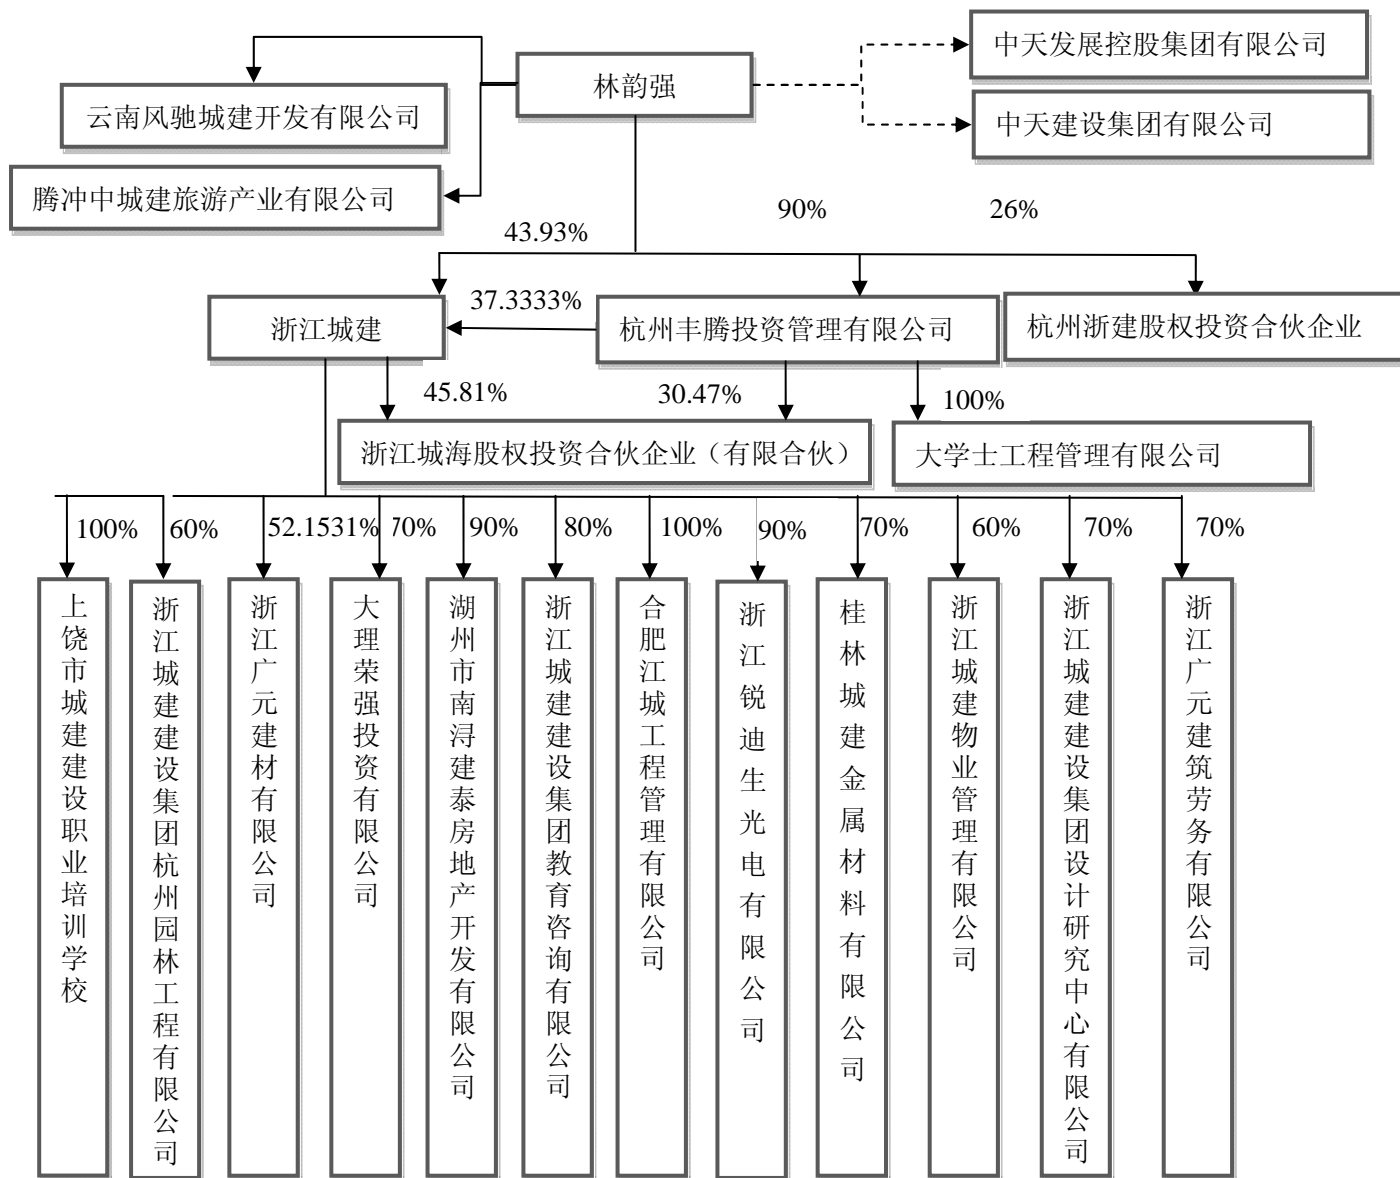 中天发展控股集团有限公司
林韵强
云南风驰城建开发有限公司
中天建设集团有限公司
腾冲中城建旅游产业有限公司
43.93%
90%
26%
浙江城建
37.3333%
杭州丰腾投资管理有限公司
杭州浙建股权投资合伙企业
45.81%
30.47%
100%
浙江城海股权投资合伙企业（有限合伙）
大学士工程管理有限公司
100%
60%
52.1531%
70%
90%
80%
100%
90%
70%
60%
70%
70%
上饶市城建建设职业培训学校
浙江城建建设集团杭州园林工程有限公司
浙江广元建材有限公司
大理荣强投资有限公司
湖州市南浔建泰房地产开发有限公司
浙江城建建设集团教育咨询有限公司
合肥江城工程管理有限公司
浙江锐迪生光电有限公司
桂林城建金属材料有限公司
浙江城建物业管理有限公司
浙江城建建设集团设计研究中心有限公司
浙江广元建筑劳务有限公司